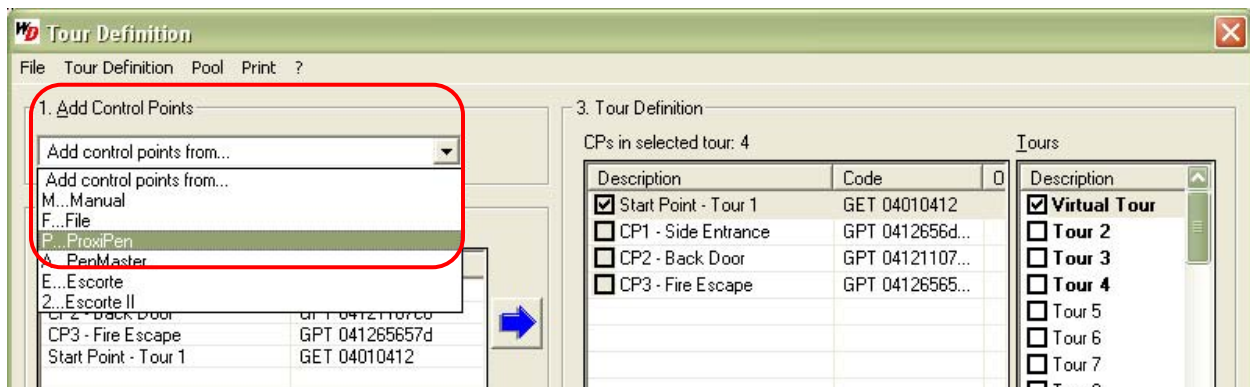 WD Tour Definition
File Tour Definition Pool Print ?
1. Add Control Points
Add control points from...
Add control points from...
M...Manual
F...File
P...ProxiPen
A...PenMaster
E...Escorte
2...Escorte II
CP3 - Fire Escape GPT 041265657d
Start Point - Tour 1 GET 04010412
3. Tour Definition
CPs in selected tour: 4
Description Code O
Start Point - Tour 1 GET 04010412
CP1 - Side Entrance GPT 0412656d...
CP2 - Back Door GPT 04121107...
CP3 - Fire Escape GPT 04126565...
Tours
Description
Virtual Tour
Tour 2
Tour 3
Tour 4
Tour 5
Tour 6
Tour 7